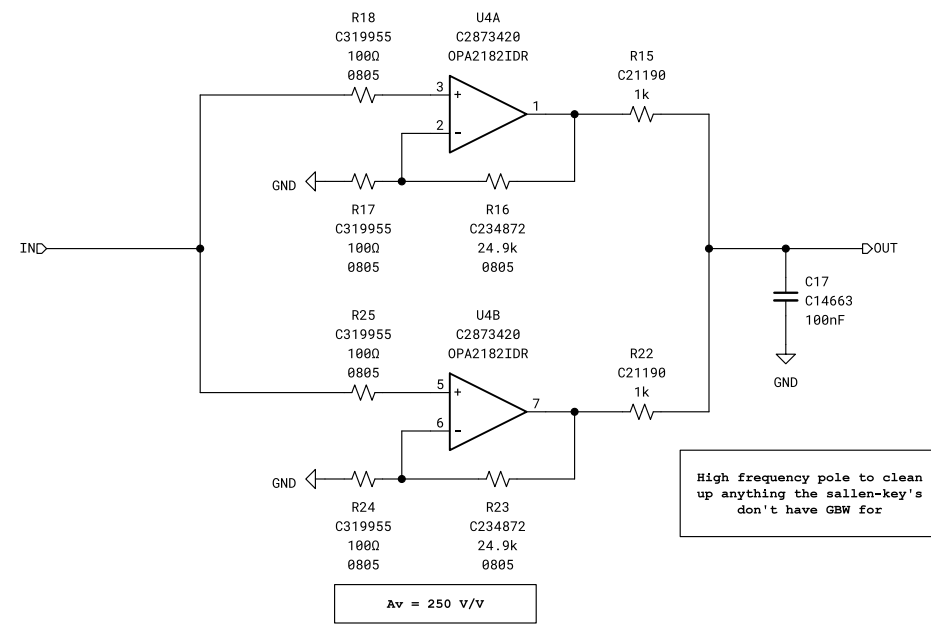 R18
C319955
100Ω
0805
U4A
C2873420
OPA2182IDR
R15
C21190
1k
3
+
2
-
1
GND
R17
C319955
100Ω
0805
R16
C234872
24.9k
0805
IN
OUT
C17
C14663
100nF
GND
R25
C319955
100Ω
0805
U4B
C2873420
OPA2182IDR
R22
C21190
1k
5
+
6
-
7
GND
R24
C319955
100Ω
0805
R23
C234872
24.9k
0805
High frequency pole to clean
up anything the sallen-key's
don't have GBW for
Av = 250 V/V